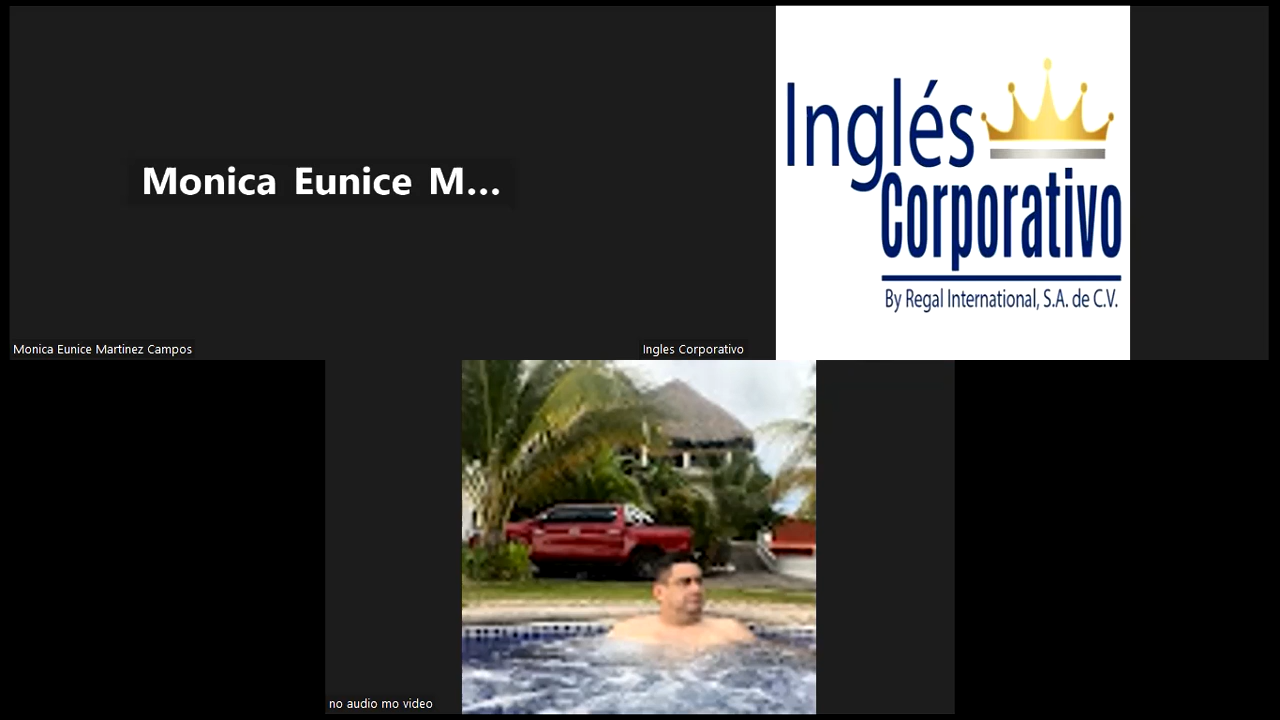 Monica Eunice M...
Inglés
Corporativo
By Regal International, S.A. de C.V.
Monica Eunice Martinez Campos
Ingles Corporativo
no audio mo video